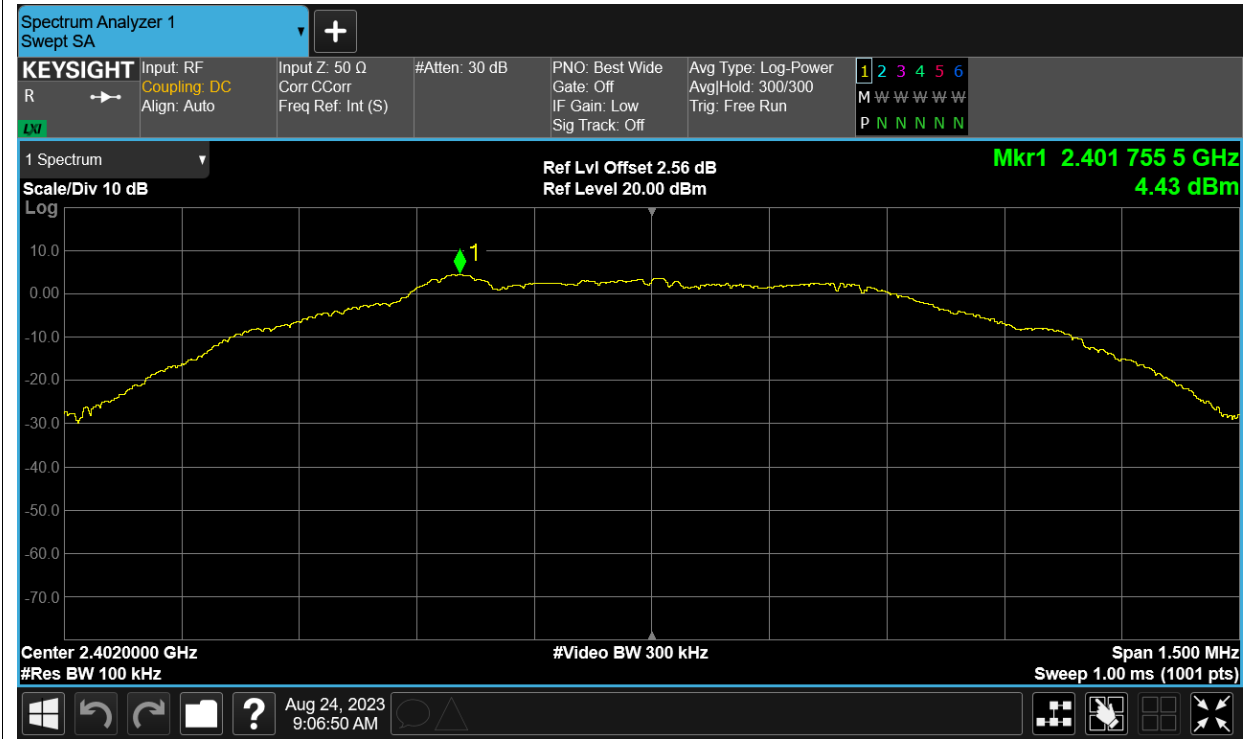 Spectrum Analyzer 1
Swept SA
KEYSIGHT
R
LXI
Input: RF
Coupling: DC
Align: Auto
Input Z: 50 Ω
Corr CCorr
Freq Ref: Int (S)
#Atten: 30 dB
PNO: Best Wide
Gate: Off
IF Gain: Low
Sig Track: Off
Avg Type: Log-Power
Avg|Hold: 300/300
Trig: Free Run
1 2 3 4 5 6
M W W W W W
P N N N N N
1 Spectrum
Scale/Div 10 dB
Log
Ref Lvl Offset 2.56 dB
Ref Level 20.00 dBm
Mkr1 2.401 755 5 GHz
4.43 dBm
1
10.0
0.00
-10.0
-20.0
-30.0
-40.0
-50.0
-60.0
-70.0
Center 2.4020000 GHz
#Res BW 100 kHz
#Video BW 300 kHz
Span 1.500 MHz
Sweep 1.00 ms (1001 pts)
?
Aug 24, 2023
9:06:50 AM